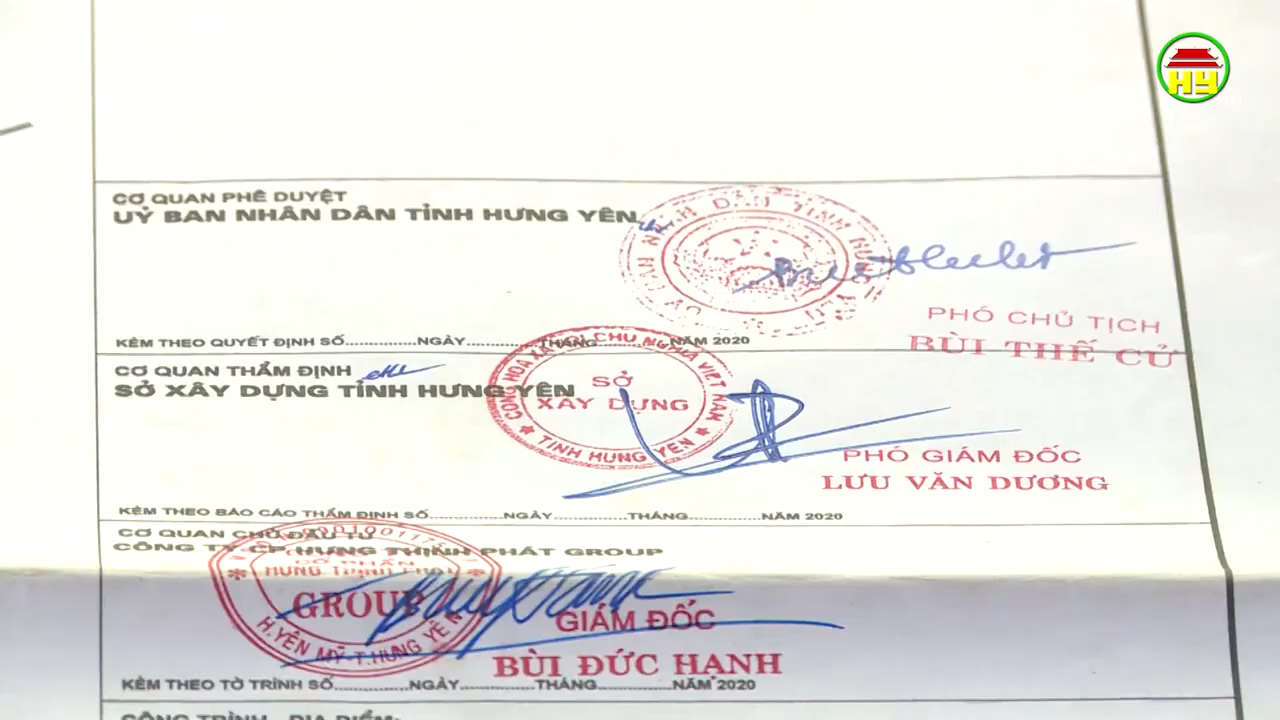 HY
CƠ QUAN PHÊ DUYỆT
UỶ BAN NHÂN DÂN TỈNH HƯNG YÊN
PHÓ CHỦ TỊCH
BÙI THẾ CỬ
KÈM THEO QUYẾT ĐỊNH SỐ...............NGÀY...............THÁNG...............NĂM 2020
CƠ QUAN THẨM ĐỊNH
SỞ XÂY DỰNG TỈNH HƯNG YÊN
CỘNG HOÀ XÃ CHỦ NGHĨA VIỆT NAM
SỞ
XÂY DỰNG
TỈNH HƯNG YÊN
PHÓ GIÁM ĐỐC
LƯU VĂN DƯƠNG
KÈM THEO BÁO CÁO THẨM ĐỊNH SỐ...............NGÀY...............THÁNG...............NĂM 2020
CƠ QUAN CHỦ ĐẦU TƯ
CÔNG TY CP HƯNG THỊNH PHÁT GROUP
CỔ PHẦN
HƯNG THỊNH PHÁT
GROUP
H.YÊN MỸ-T.HƯNG YÊN
GIÁM ĐỐC
BÙI ĐỨC HẠNH
KÈM THEO TỜ TRÌNH SỐ...............NGÀY...............THÁNG...............NĂM 2020
CÔNG TRÌNH - ĐỊA ĐIỂM: